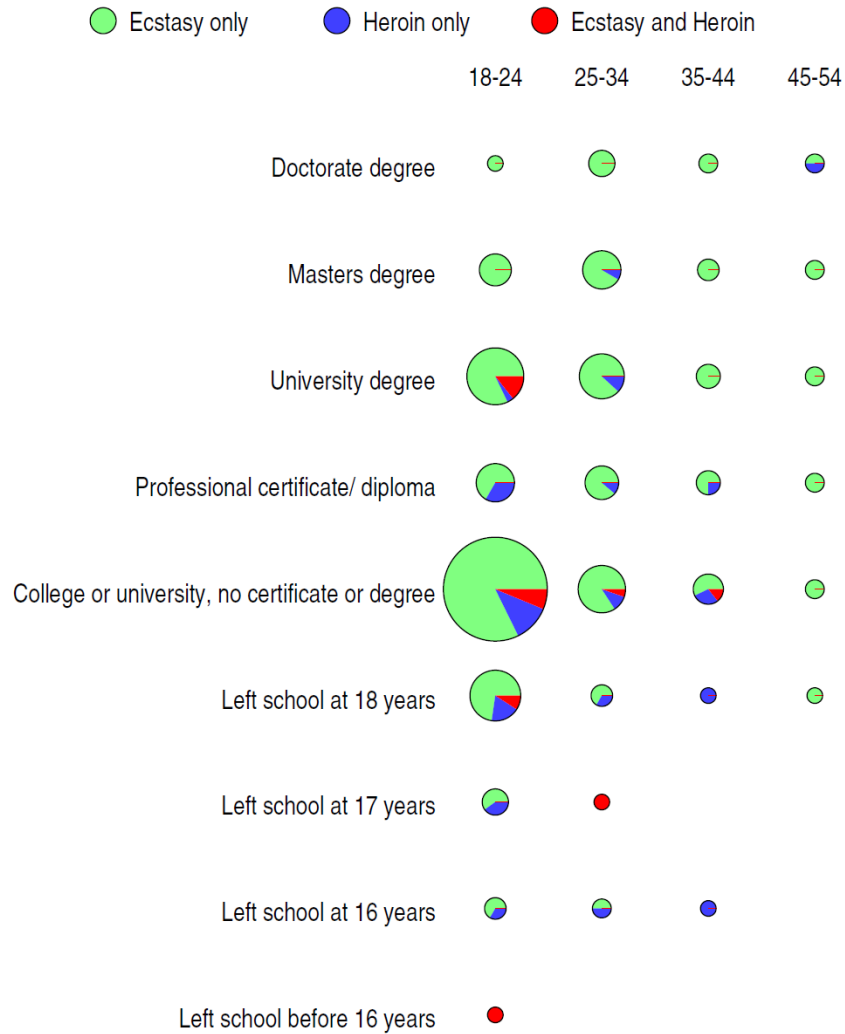 Ecstasy only Heroin only Ecstasy and Heroin
18-24 25-34 35-44 45-54
Doctorate degree
Masters degree
University degree
Professional certificate/ diploma
College or university, no certificate or degree
Left school at 18 years
Left school at 17 years
Left school at 16 years
Left school before 16 years